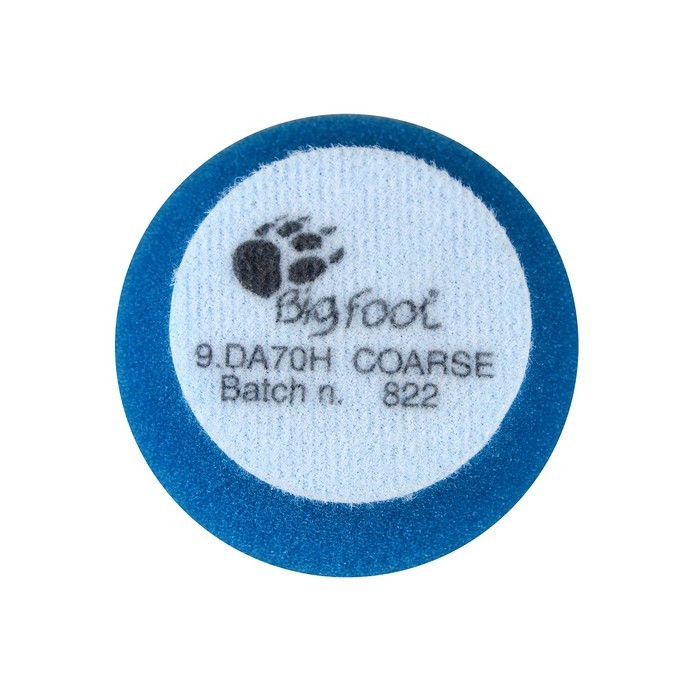 Bigfoot
9.DA70H COARSE
Batch n. 822